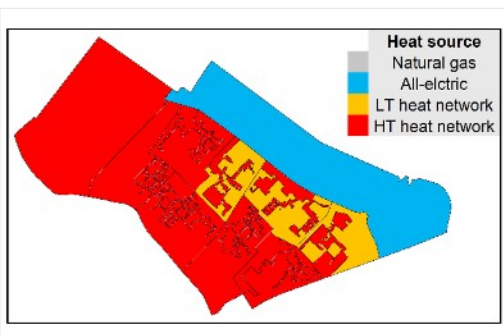 Heat source
Natural gas
All-elctric
LT heat network
HT heat network